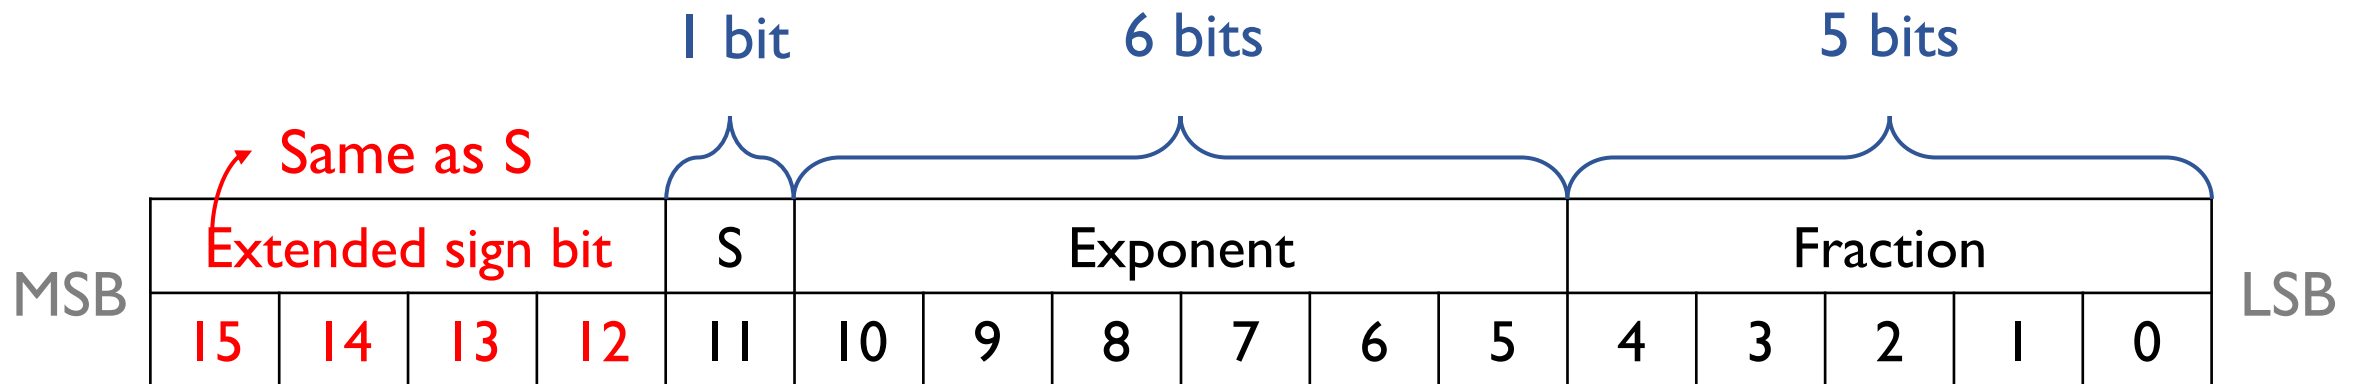 1 bit 6 bits 5 bits
Same as S
Extended sign bit S Exponent Fraction
MSB LSB
15 14 13 12 11 10 9 8 7 6 5 4 3 2 1 0